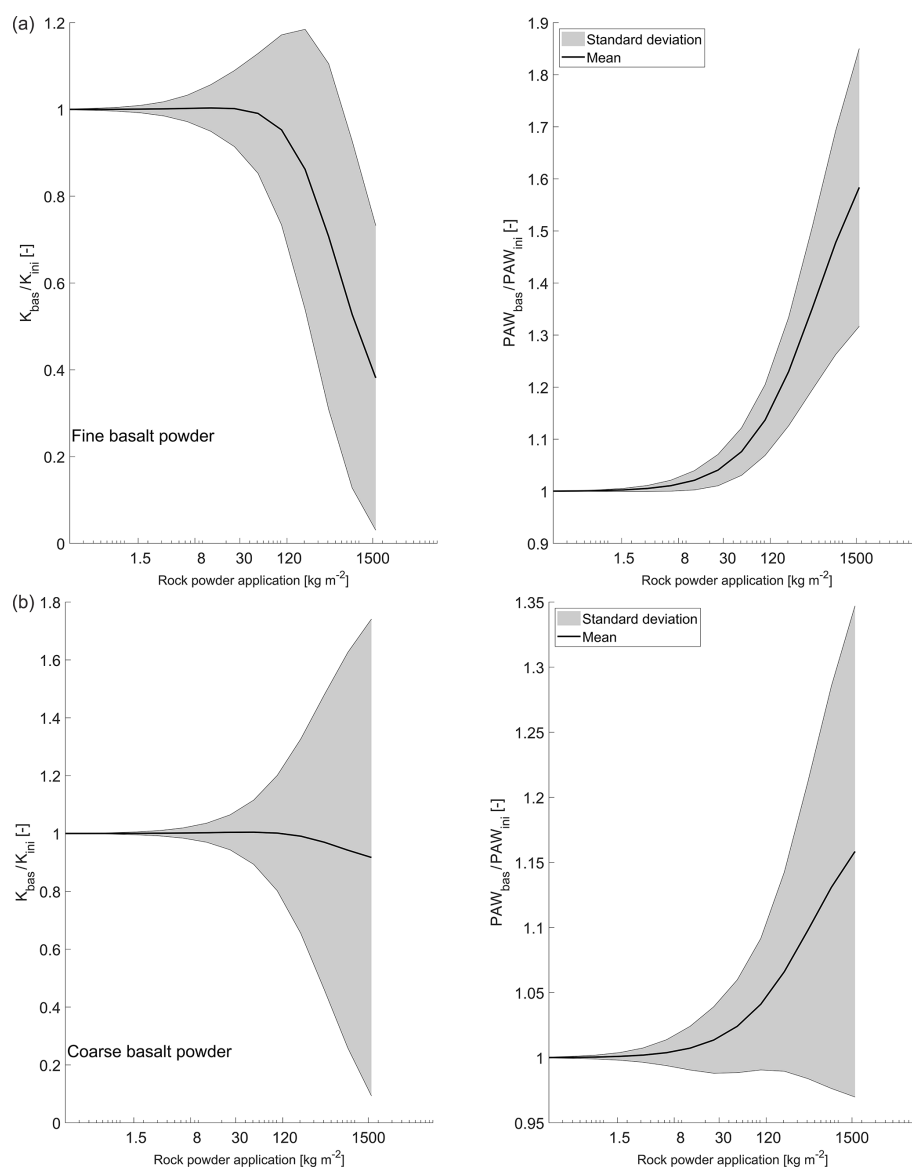 (a)
1.2
1
0.8
0.6
0.4
0.2
0
K_bas/K_ini [-]
Fine basalt powder
1.5 8 30 120 1500
Rock powder application [kg m^-2]
1.9
1.8
1.7
1.6
1.5
1.4
1.3
1.2
1.1
1
0.9
PAW_bas/PAW_ini [-]
Standard deviation
Mean
1.5 8 30 120 1500
Rock powder application [kg m^-2]
(b)
1.8
1.6
1.4
1.2
1
0.8
0.6
0.4
0.2
0
K_bas/K_ini [-]
Coarse basalt powder
1.5 8 30 120 1500
Rock powder application [kg m^-2]
1.35
1.3
1.25
1.2
1.15
1.1
1.05
1
0.95
PAW_bas/PAW_ini [-]
Standard deviation
Mean
1.5 8 30 120 1500
Rock powder application [kg m^-2]